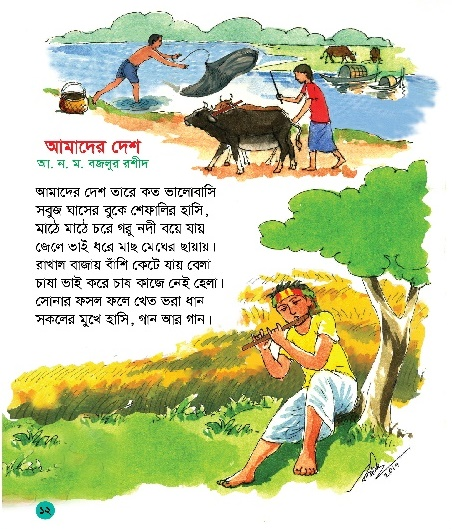 আমাদের দেশ
আ. ন. ম. বজলুর রশীদ
আমাদের দেশ তারে কত ভালোবাসি
সবুজ ঘাসের বুকে শেফালির হাসি,
মাঠে মাঠে চরে গরু নদী বয়ে যায়
জেলে ভাই ধরে মাছ মেঘের ছায়ায়।
রাখাল বাজায় বাঁশি কেটে যায় বেলা
চাষা ভাই করে চাষ কাজে নেই হেলা।
সোনার ফসল ফলে খেত ভরা ধান
সকলের মুখে হাসি, গান আর গান।
১২